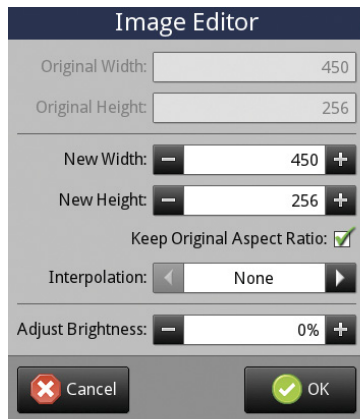 Image Editor
Original Width: 450
Original Height: 256
New Width: − 450 +
New Height: − 256 +
Keep Original Aspect Ratio:
Interpolation: None
Adjust Brightness: − 0% +
Cancel OK